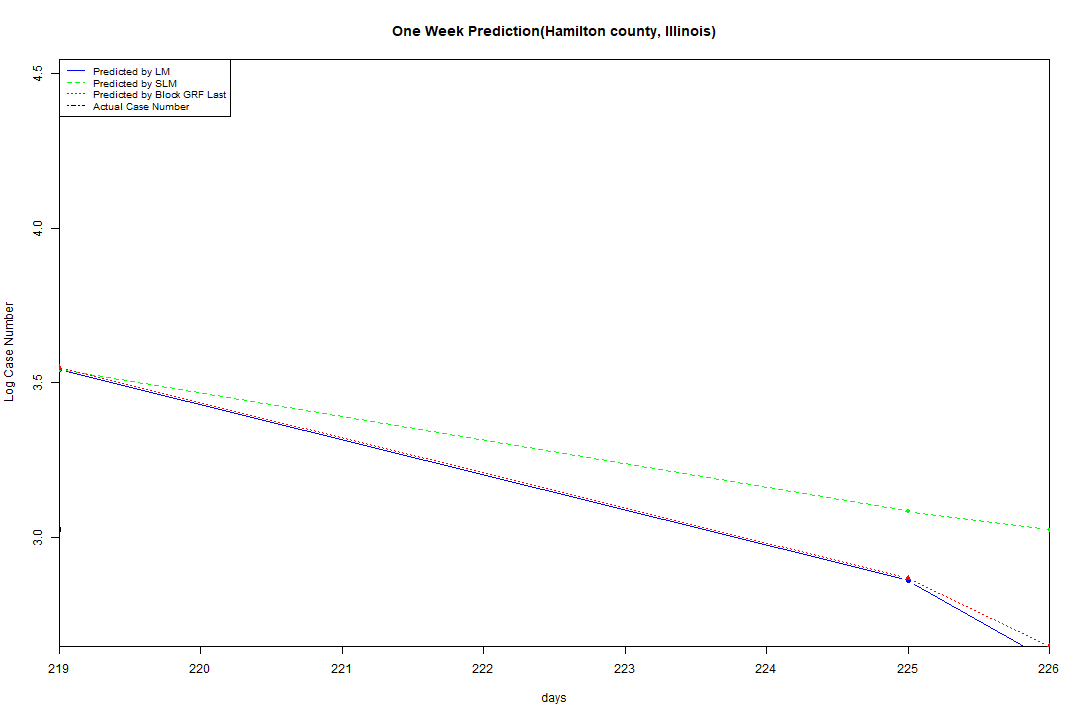 One Week Prediction(Hamilton county, Illinois)
Predicted by LM
Predicted by SLM
Predicted by Block GRF Last
Actual Case Number
4.5
4.0
3.5
3.0
Log Case Number
219 220 221 222 223 224 225 226
days